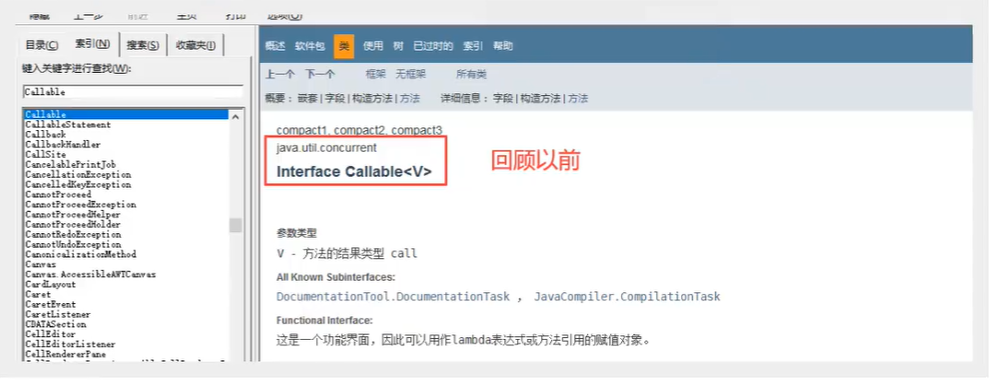 隐藏 上一步 前进 主页 打印 选项(O)
目录(C) 索引(N) 搜索(S) 收藏夹(I)
键入关键字进行查找(W):
Callable
Callable
CallableStatement
Callback
CallbackHandler
CallSite
CancelablePrintJob
CancellationException
CancelledKeyException
CannotProceed
CannotProceedException
CannotProceedHelper
CannotProceedHolder
CannotRedoException
CannotUndoException
CanonicalizationMethod
Canvas
Canvas.AccessibleAWTCanvas
CardLayout
Caret
CaretEvent
CaretListener
CDATASection
CellEditor
CellEditorListener
CellRendererPane
概述 软件包 类 使用 树 已过时的 索引 帮助
上一个 下一个 框架 无框架 所有类
概要： 嵌套 | 字段 | 构造方法 | 方法 详细信息： 字段 | 构造方法 | 方法
compact1, compact2, compact3
java.util.concurrent
Interface Callable<V>
回顾以前
参数类型
V - 方法的结果类型 call
All Known Subinterfaces:
DocumentationTool.DocumentationTask ， JavaCompiler.CompilationTask
Functional Interface:
这是一个功能界面，因此可以用作lambda表达式或方法引用的赋值对象。